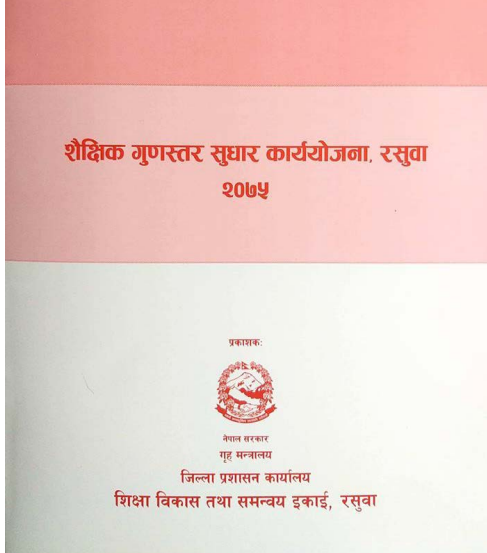 शैक्षिक गुणस्तर सुधार कार्ययोजना, रसुवा
२०७५
प्रकाशकः
नेपाल सरकार
गृह मन्त्रालय
जिल्ला प्रशासन कार्यालय
शिक्षा विकास तथा समन्वय इकाई, रसुवा